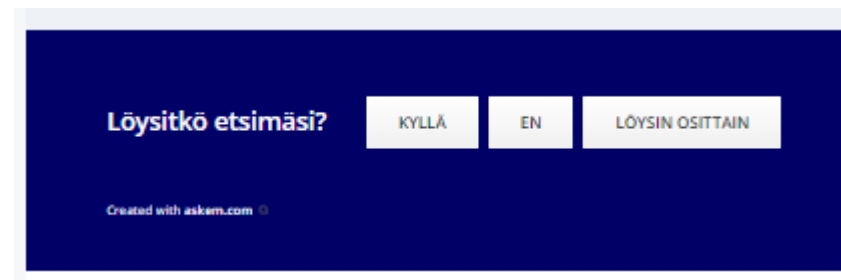 Löysitkö etsimäsi? KYLLÄ EN LÖYSIN OSITTAIN
Created with askem.com